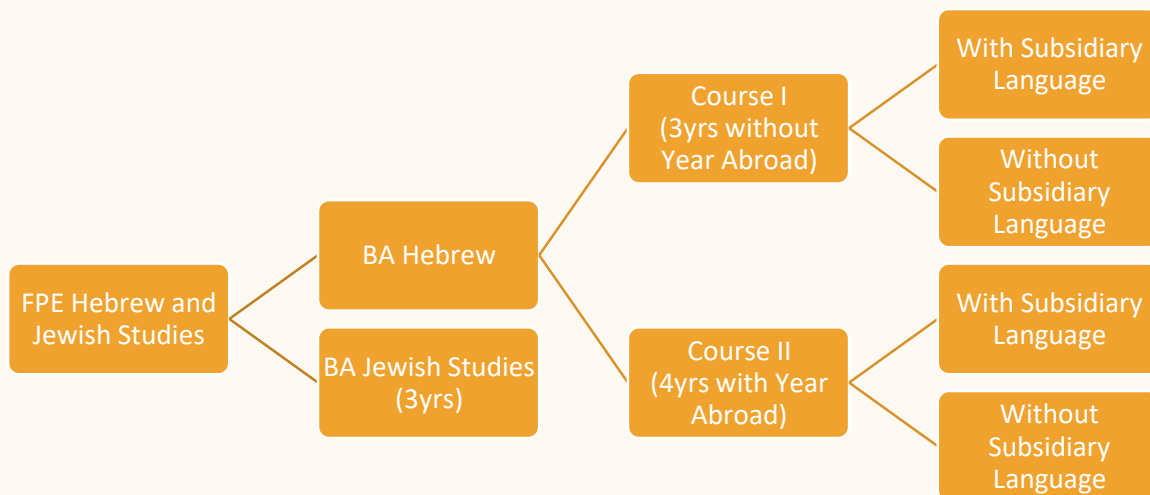 FPE Hebrew and
Jewish Studies
BA Hebrew
BA Jewish Studies
(3yrs)
Course I
(3yrs without
Year Abroad)
Course II
(4yrs with Year
Abroad)
With Subsidiary
Language
Without
Subsidiary
Language
With Subsidiary
Language
Without
Subsidiary
Language